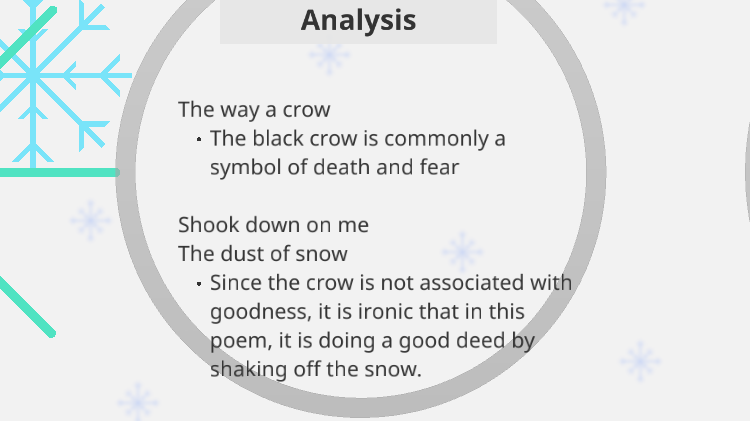 Analysis
The way a crow
· The black crow is commonly a
symbol of death and fear
Shook down on me
The dust of snow
· Since the crow is not associated with
goodness, it is ironic that in this
poem, it is doing a good deed by
shaking off the snow.